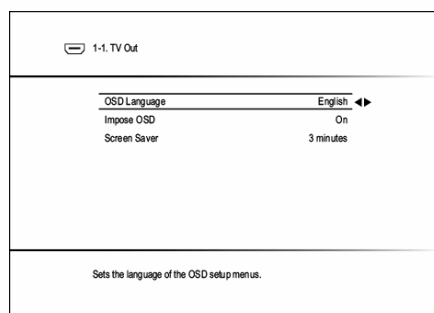 1-1. TV Out
OSD Language English
Impose OSD On
Screen Saver 3 minutes
Sets the language of the OSD setup menus.